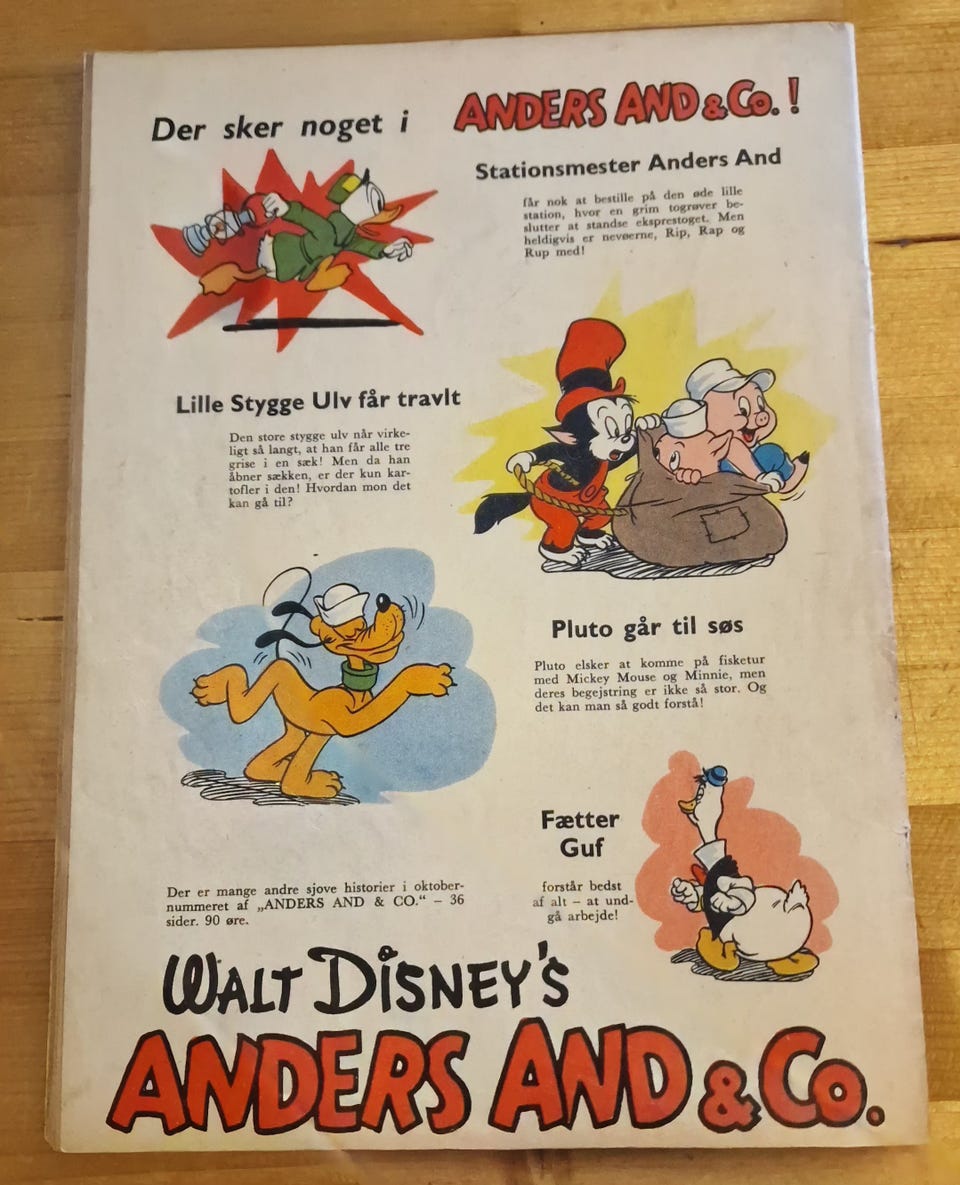 Der sker noget i ANDERS AND & Co. !
Stationsmester Anders And
får nok at bestille på den øde lille
station, hvor en grim togrøver be-
slutter at standse eksprestoget. Men
heldigvis er nevøerne, Rip, Rap og
Rup med!
Lille Stygge Ulv får travlt
Den store stygge ulv når virke-
ligt så langt, at han får alle tre
grise i en sæk! Men da han
åbner sækken, er der kun kar-
tofler i den! Hvordan mon det
kan gå til?
Pluto går til søs
Pluto elsker at komme på fisketur
med Mickey Mouse og Minnie, men
deres begejstring er ikke så stor. Og
det kan man så godt forstå!
Fætter
Guf
forstår bedst
af alt – at und-
gå arbejde!
Der er mange andre sjove historier i oktober-
nummeret af „ANDERS AND & CO.“ – 36
sider. 90 øre.
WALT DISNEY'S
ANDERS AND & Co.